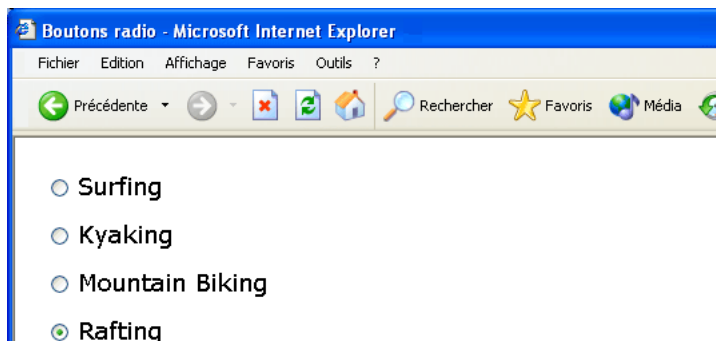 Boutons radio - Microsoft Internet Explorer
Fichier Edition Affichage Favoris Outils ?
Précédente Rechercher Favoris Média
Surfing
Kyaking
Mountain Biking
Rafting